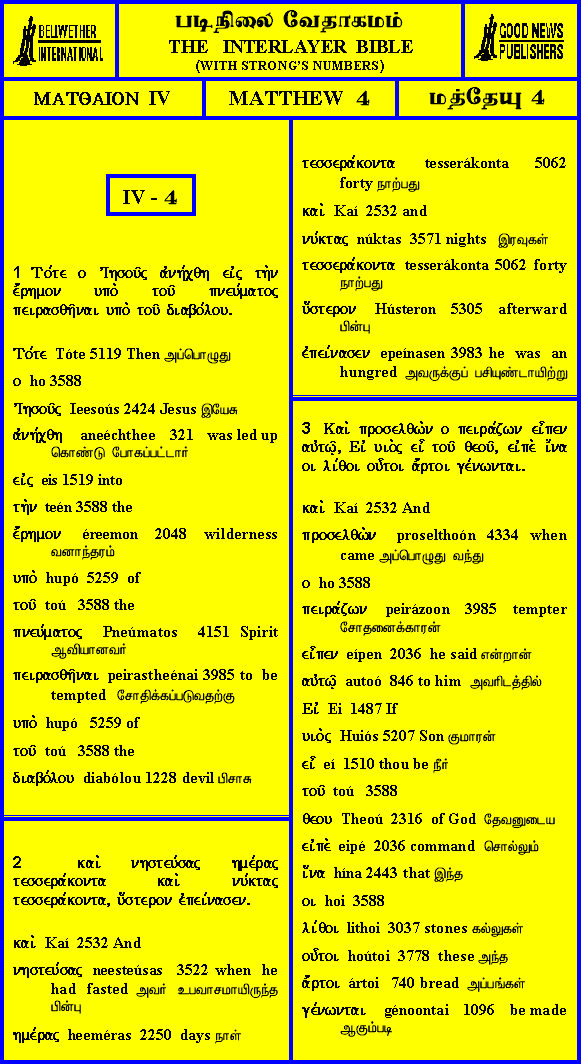 BELLWETHER
INTERNATIONAL
படிநிலை வேதாகமம்
THE INTERLAYER BIBLE
(WITH STRONG'S NUMBERS)
GOOD NEWS
PUBLISHERS
ΜΑΤΘΑΙΟΝ IV
MATTHEW 4
மத்தேயு 4
IV - 4
1 Τότε ο Ἰησοῦς ἀνήχθη εἰς τὴν
ἔρημον υπὸ τοῦ πνεύματος
πειρασθῆναι υπὸ τοῦ διαβόλου.
Τότε Tóte 5119 Then அப்பொழுது
ο ho 3588
Ἰησοῦς Ieesoús 2424 Jesus இயேசு
ἀνήχθη aneéchthee 321 was led up
கொண்டு போகப்பட்டார்
εἰς eis 1519 into
τὴν teén 3588 the
ἔρημον éreemon 2048 wilderness
வனாந்தரம்
υπὸ hupó 5259 of
τοῦ toú 3588 the
πνεύματος Pneúmatos 4151 Spirit
ஆவியானவர்
πειρασθῆναι peirastheénai 3985 to be
tempted சோதிக்கப்படுவதற்கு
υπὸ hupó 5259 of
τοῦ toú 3588 the
διαβόλου diabólou 1228 devil பிசாசு
2 καὶ νηστεύσας ημέρας
τεσσεράκοντα καὶ νύκτας
τεσσεράκοντα, ὕστερον ἐπείνασεν.
καὶ Kaí 2532 And
νηστεύσας neesteúsas 3522 when he
had fasted அவர் உபவாசமாயிருந்த
பின்பு
ημέρας heeméras 2250 days நாள்
τεσσεράκοντα tesserákonta 5062
forty நாற்பது
καὶ Kaí 2532 and
νύκτας núktas 3571 nights இரவுகள்
τεσσεράκοντα tesserákonta 5062 forty
நாற்பது
ὕστερον Hústeron 5305 afterward
பின்பு
ἐπείνασεν epeínasen 3983 he was an
hungred அவருக்குப் பசியுண்டாயிற்று
3 Καὶ προσελθὼν ο πειράζων εἶπεν
αὐτῷ, Εἰ υιὸς εἶ τοῦ θεοῦ, εἰπὲ ἵνα
οι λίθοι οὗτοι ἄρτοι γένωνται.
καὶ Kaí 2532 And
προσελθὼν proselthoón 4334 when
came அப்பொழுது வந்து
ο ho 3588
πειράζων peirázoon 3985 tempter
சோதனைக்காரன்
εἶπεν eípen 2036 he said என்றான்
αὐτῷ autoó 846 to him அவரிடத்தில்
Εἰ Ei 1487 If
υιὸς Huiós 5207 Son குமாரன்
εἶ eí 1510 thou be நீர்
τοῦ toú 3588
θεου Theoú 2316 of God தேவனுடைய
εἰπὲ eipé 2036 command சொல்லும்
ἵνα hína 2443 that இந்த
οι hoi 3588
λίθοι líthoi 3037 stones கல்லுகள்
οὗτοι hoútoi 3778 these அந்த
ἄρτοι ártoi 740 bread அப்பங்கள்
γένωνται génoontai 1096 be made
ஆகும்படி